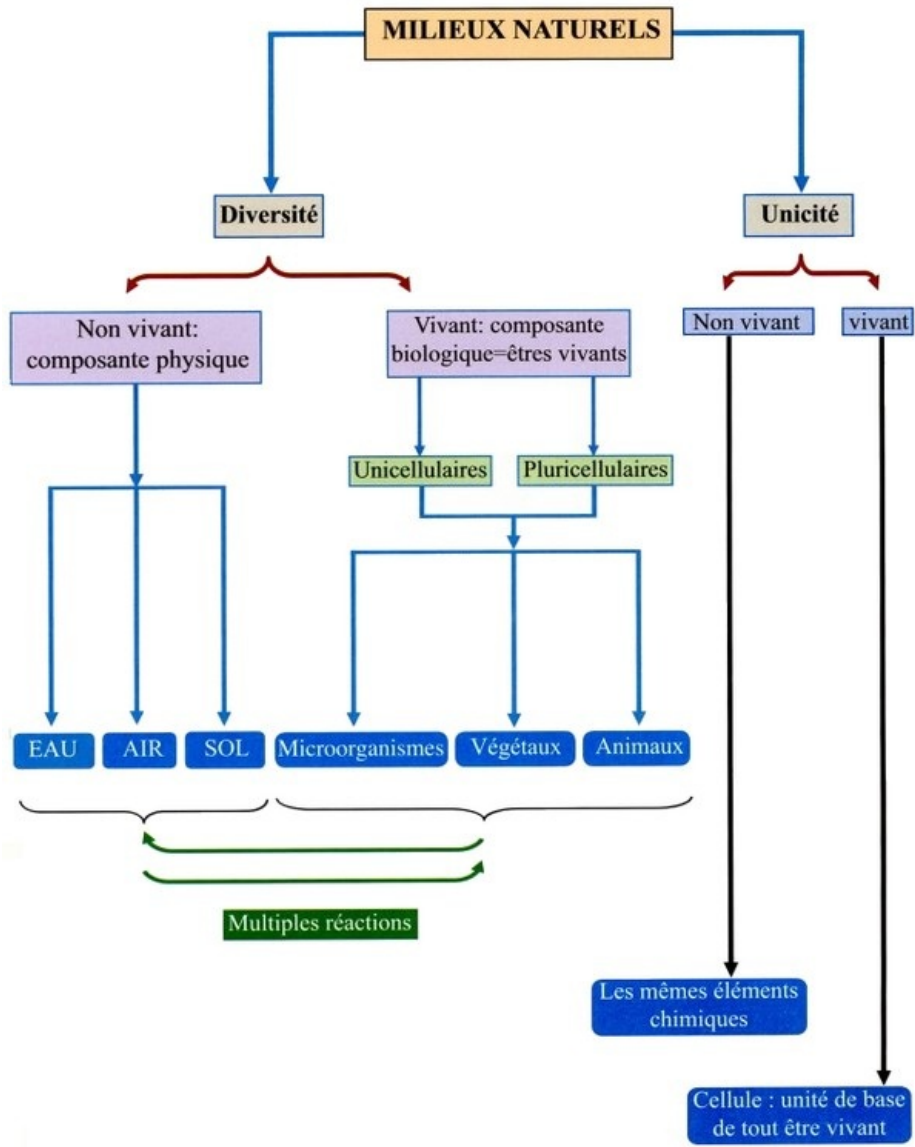 MILIEUX NATURELS
Diversité
Unicité
Non vivant:
composante physique
Vivant: composante
biologique=êtres vivants
Non vivant
vivant
Unicellulaires
Pluricellulaires
EAU
AIR
SOL
Microorganismes
Végétaux
Animaux
Multiples réactions
Les mêmes éléments
chimiques
Cellule : unité de base
de tout être vivant